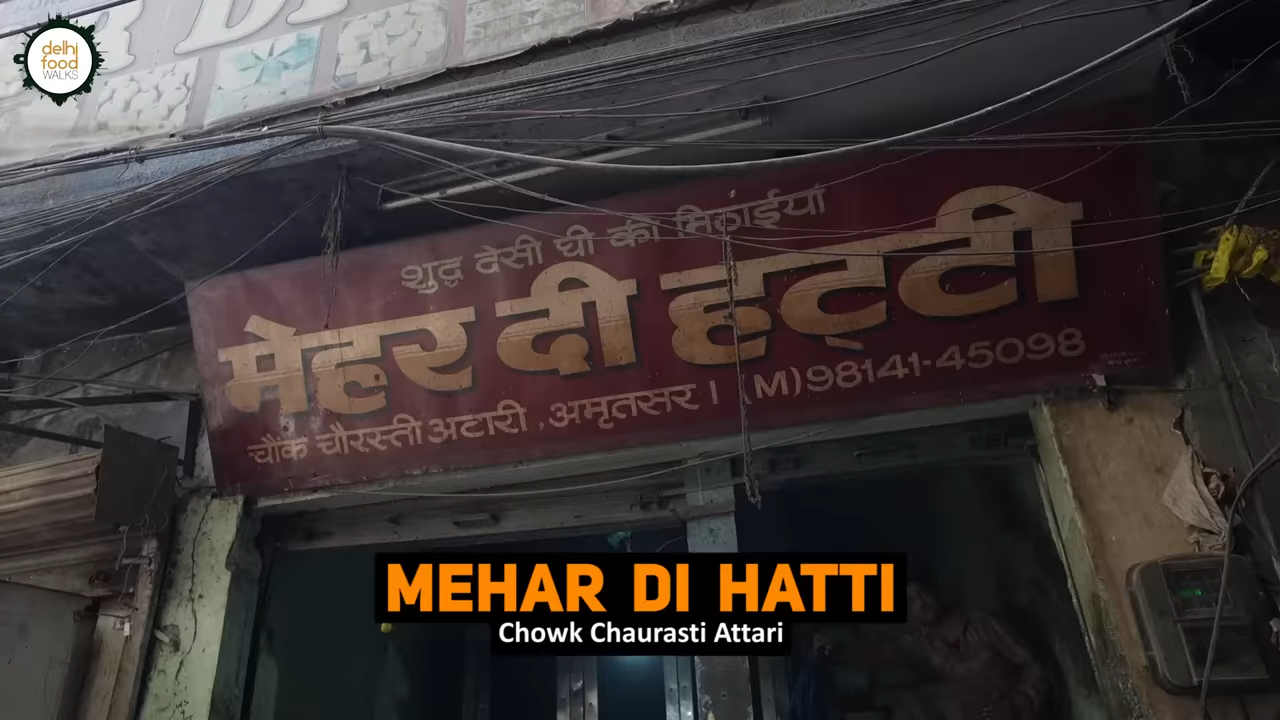 delhi
food
WALKS
शुद्ध देसी घी की मिठाईयां
मेहर दी हट्टी
चौंक चौरस्ती अटारी , अमृतसर । (M) 98141-45098
MEHAR DI HATTI
Chowk Chaurasti Attari